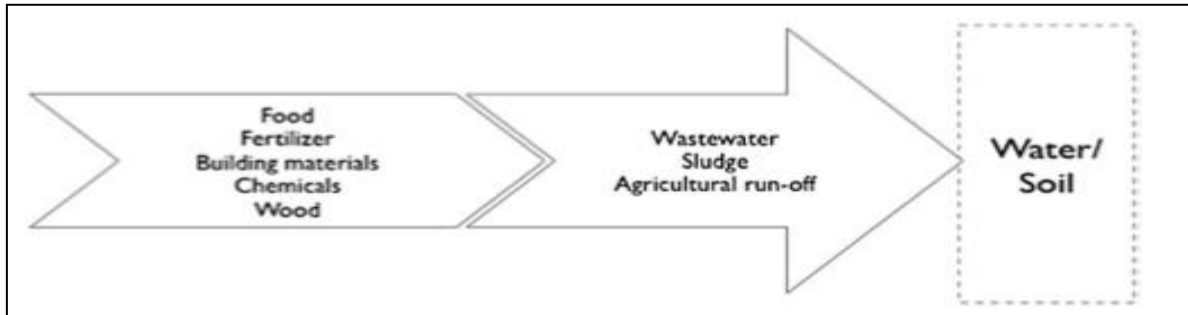 Food
Fertilizer
Building materials
Chemicals
Wood
Wastewater
Sludge
Agricultural run-off
Water/
Soil